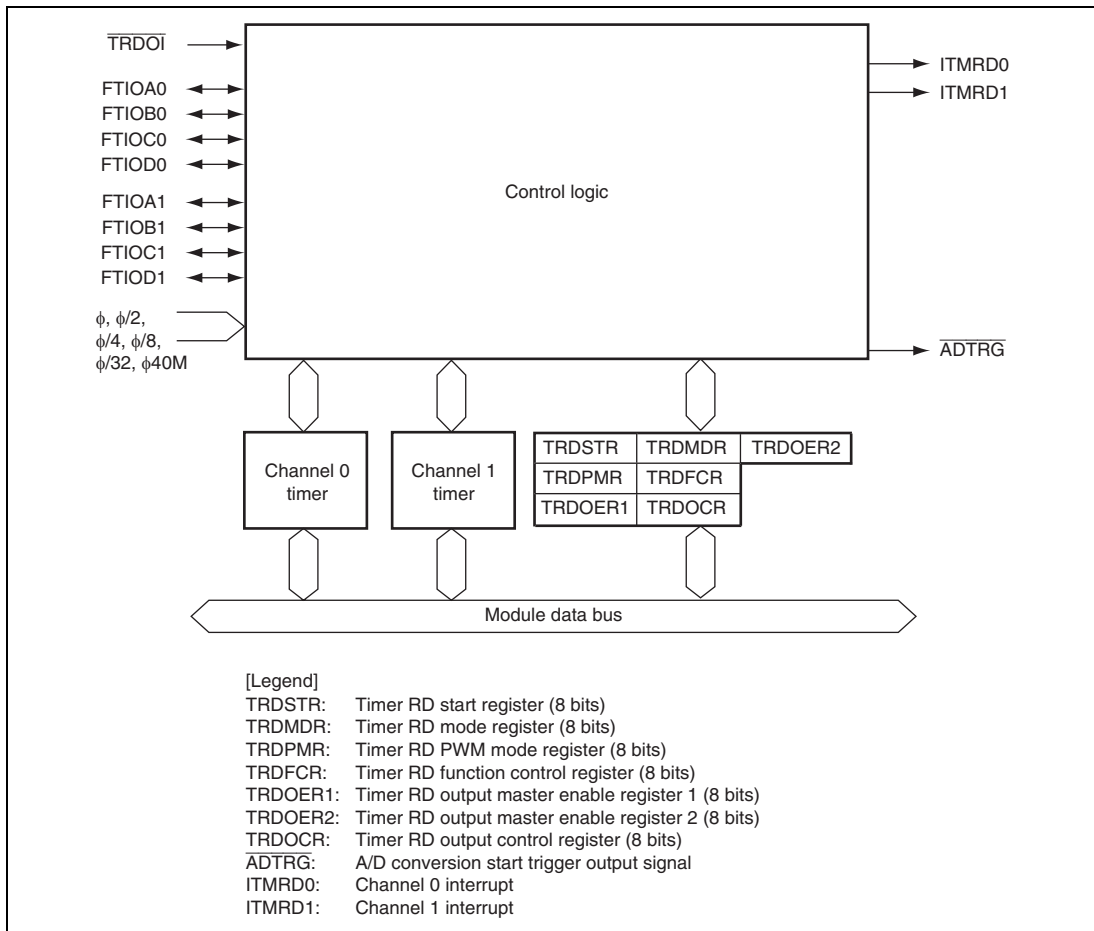 TRDOI
FTIOA0
FTIOB0
FTIOC0
FTIOD0
FTIOA1
FTIOB1
FTIOC1
FTIOD1
ϕ, ϕ/2,
ϕ/4, ϕ/8,
ϕ/32, ϕ40M
Control logic
ITMRD0
ITMRD1
ADTRG
Channel 0
timer
Channel 1
timer
TRDSTR TRDMDR TRDOER2
TRDPMR TRDFCR
TRDOER1 TRDOCR
Module data bus
[Legend]
TRDSTR: Timer RD start register (8 bits)
TRDMDR: Timer RD mode register (8 bits)
TRDPMR: Timer RD PWM mode register (8 bits)
TRDFCR: Timer RD function control register (8 bits)
TRDOER1: Timer RD output master enable register 1 (8 bits)
TRDOER2: Timer RD output master enable register 2 (8 bits)
TRDOCR: Timer RD output control register (8 bits)
ADTRG: A/D conversion start trigger output signal
ITMRD0: Channel 0 interrupt
ITMRD1: Channel 1 interrupt